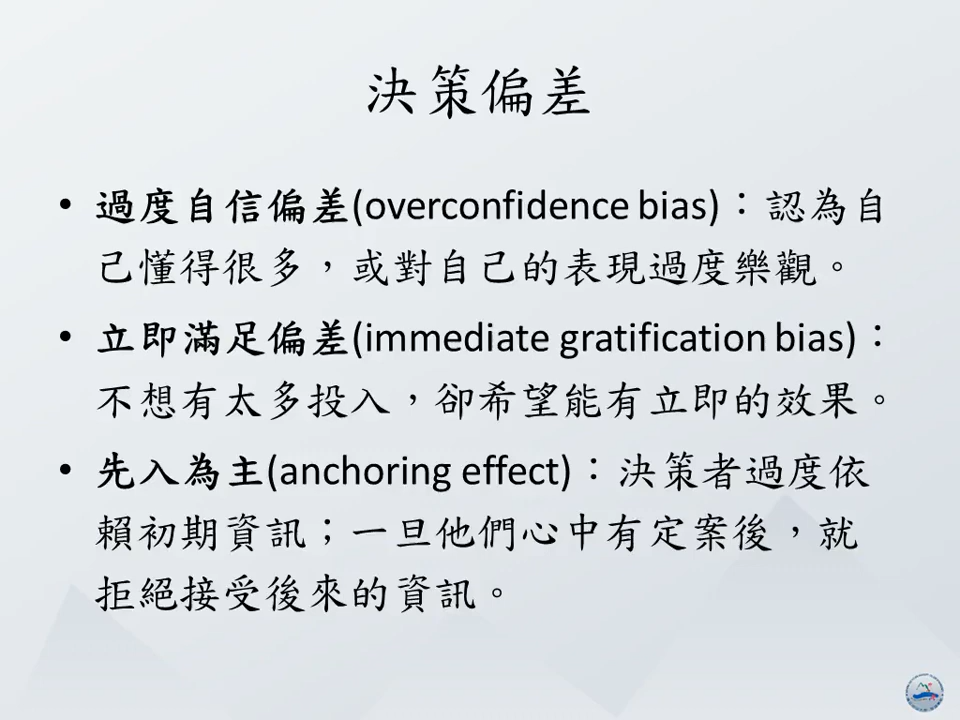 決策偏差
• 過度自信偏差(overconfidence bias)：認為自
己懂得很多，或對自己的表現過度樂觀。
• 立即滿足偏差(immediate gratification bias)：
不想有太多投入，卻希望能有立即的效果。
• 先入為主(anchoring effect)：決策者過度依
賴初期資訊；一旦他們心中有定案後，就
拒絕接受後來的資訊。